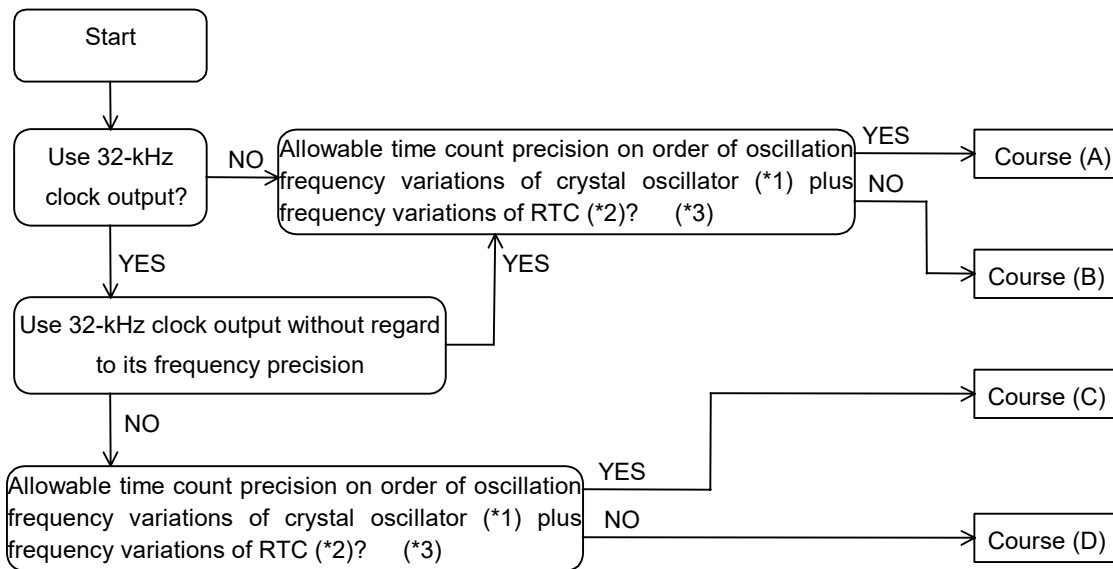 Start
Use 32-kHz
clock output?
NO
Allowable time count precision on order of oscillation
frequency variations of crystal oscillator (*1) plus
frequency variations of RTC (*2)? (*3)
YES
Course (A)
NO
Course (B)
YES
YES
Use 32-kHz clock output without regard
to its frequency precision
NO
Allowable time count precision on order of oscillation
frequency variations of crystal oscillator (*1) plus
frequency variations of RTC (*2)? (*3)
YES
Course (C)
NO
Course (D)